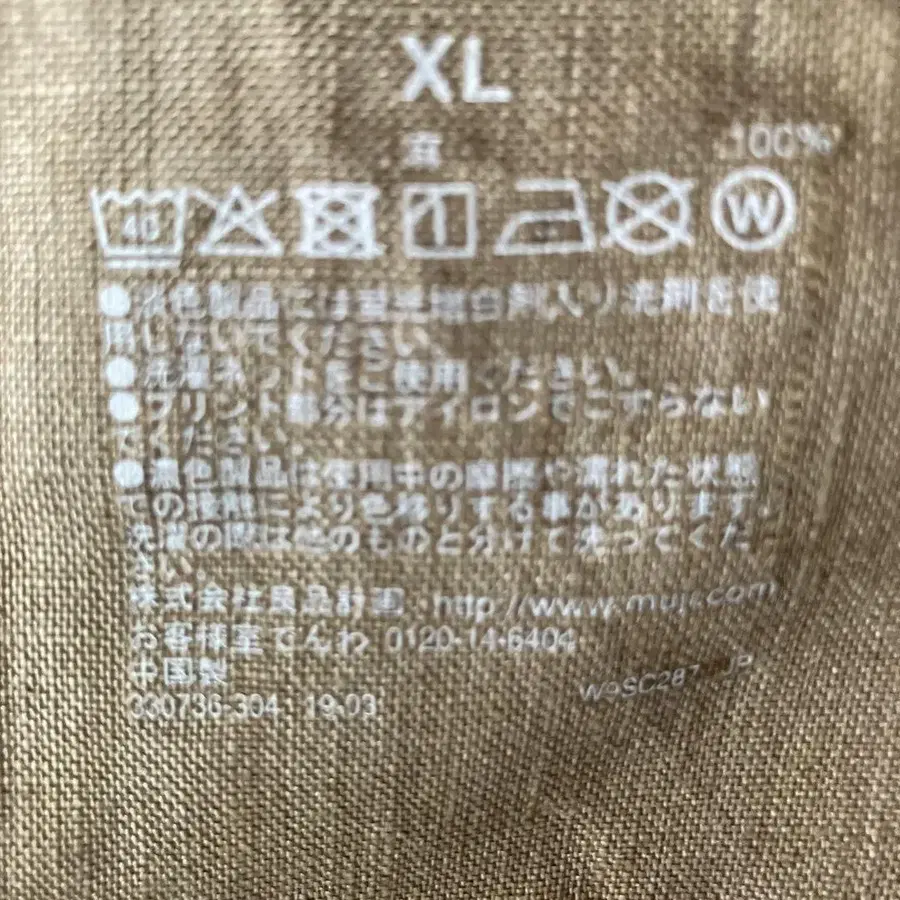 XL
麻 100%
40
W
●淡色製品には蛍光増白剤入り洗剤を使
用しないでください。
●洗濯ネットをご使用ください。
●プリント部分はアイロンでこすらない
でください。
●濃色製品は使用中の摩擦や濡れた状態
での摩擦により色移りする事があります。
洗濯の際は他のものと分けて洗ってくだ
さい。
株式会社良品計画 http://www.muji.com
お客様室でんわ 0120-14-6404
中国製
330736-304 19-03
JP